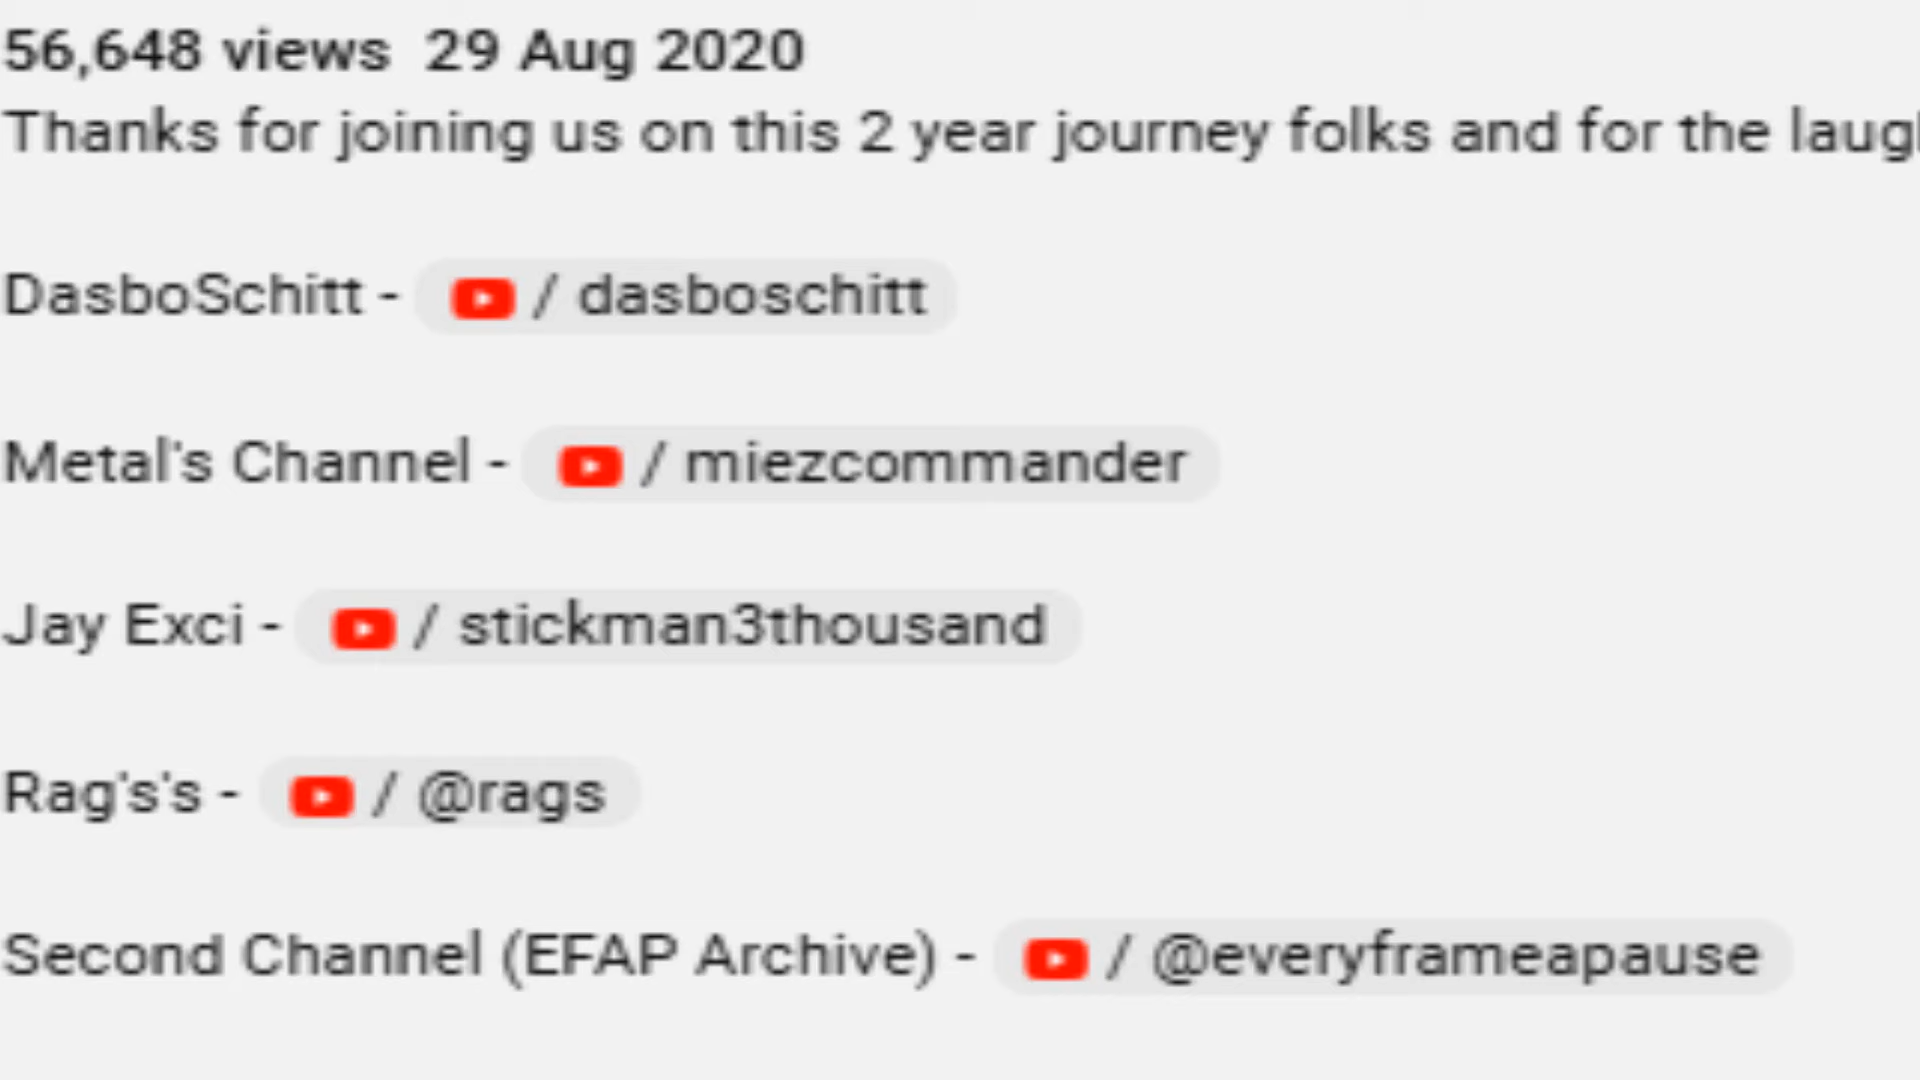 56,648 views 29 Aug 2020
Thanks for joining us on this 2 year journey folks and for the
DasboSchitt - / dasboschitt
Metal's Channel - / miezcommander
Jay Exci - / stickman3thousand
Rag's's - / @rags
Second Channel (EFAP Archive) - / @everyframeapause